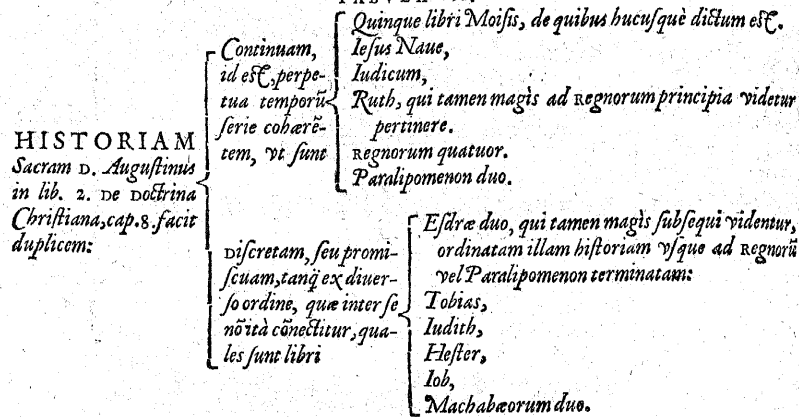 HISTORIAM
Sacram D. Auguſtinus
in lib. 2. De Doctrina
Chriſtiana, cap. 8. facit
duplicem:
Continuam,
id eſt, perpe-
tua temporũ
ſerie cohærẽ-
tem, vt ſunt
Quinque libri Moiſis, de quibus hucuſquè dictum eſt.
Ieſus Naue,
Iudicum,
Ruth, qui tamen magìs ad Regnorum principia videtur
pertinere.
Regnorum quatuor.
Paralipomenon duo.
Diſcretam, ſeu promi-
ſcuam, tanq̃ ex diuer-
ſo ordine, quæ inter ſe
nõ ità cõnectitur, qua-
les ſunt libri
Eſdræ duo, qui tamen magìs ſubſequi videntur,
ordinatam illam hiſtoriam vſque ad Regnorũ
vel Paralipomenon terminatam:
Tobias,
Iudith,
Heſter,
Iob,
Machabæorum duo.